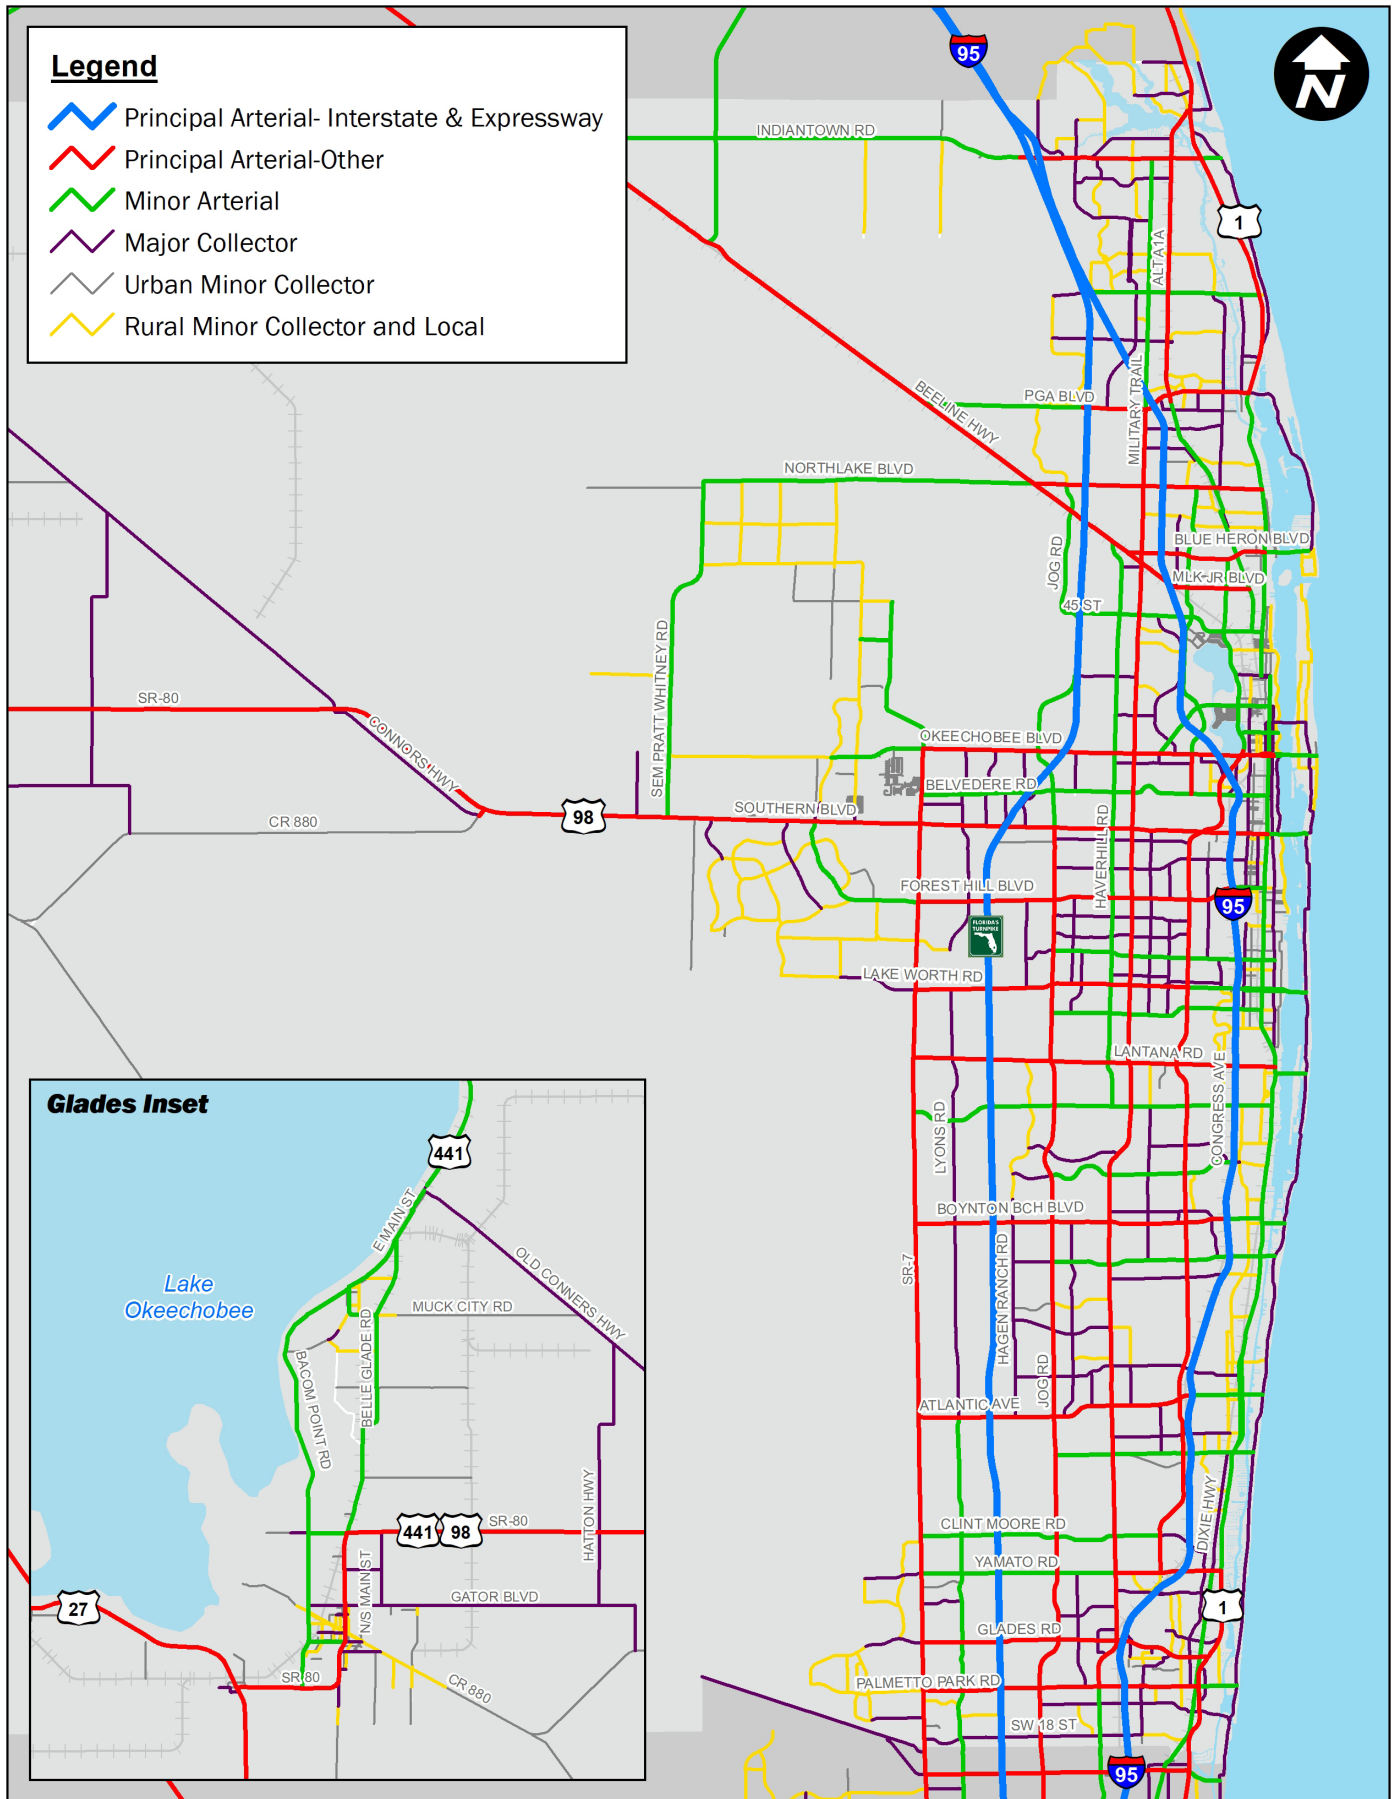 Legend
Principal Arterial- Interstate & Expressway
Principal Arterial-Other
Minor Arterial
Major Collector
Urban Minor Collector
Rural Minor Collector and Local
95
N
INDIANTOWN RD
1
ALT A1A
BEELINE HWY
PGA BLVD
MILITARY TRAIL
NORTHLAKE BLVD
JOG RD
BLUE HERON BLVD
MLK JR BLVD
45 ST
SEM PRATT WHITNEY RD
SR-80
CONNORS HWY
OKEECHOBEE BLVD
BELVEDERE RD
SOUTHERN BLVD
98
CR 880
HAVERHILL RD
FOREST HILL BLVD
95
FLORIDA'S
TURNPIKE
LAKE WORTH RD
LANTANA RD
CONGRESS AVE
LYONS RD
BOYNTON BCH BLVD
SR-7
HAGEN RANCH RD
JOG RD
ATLANTIC AVE
DIXIE HWY
CLINT MOORE RD
YAMATO RD
1
GLADES RD
PALMETTO PARK RD
SW 18 ST
95
Glades Inset
441
E MAIN ST
OLD CONNERS HWY
Lake
Okeechobee
MUCK CITY RD
BELLE GLADE RD
BACOM POINT RD
441
98
SR-80
HATTON HWY
N/S MAIN ST
GATOR BLVD
27
SR 80
CR 880